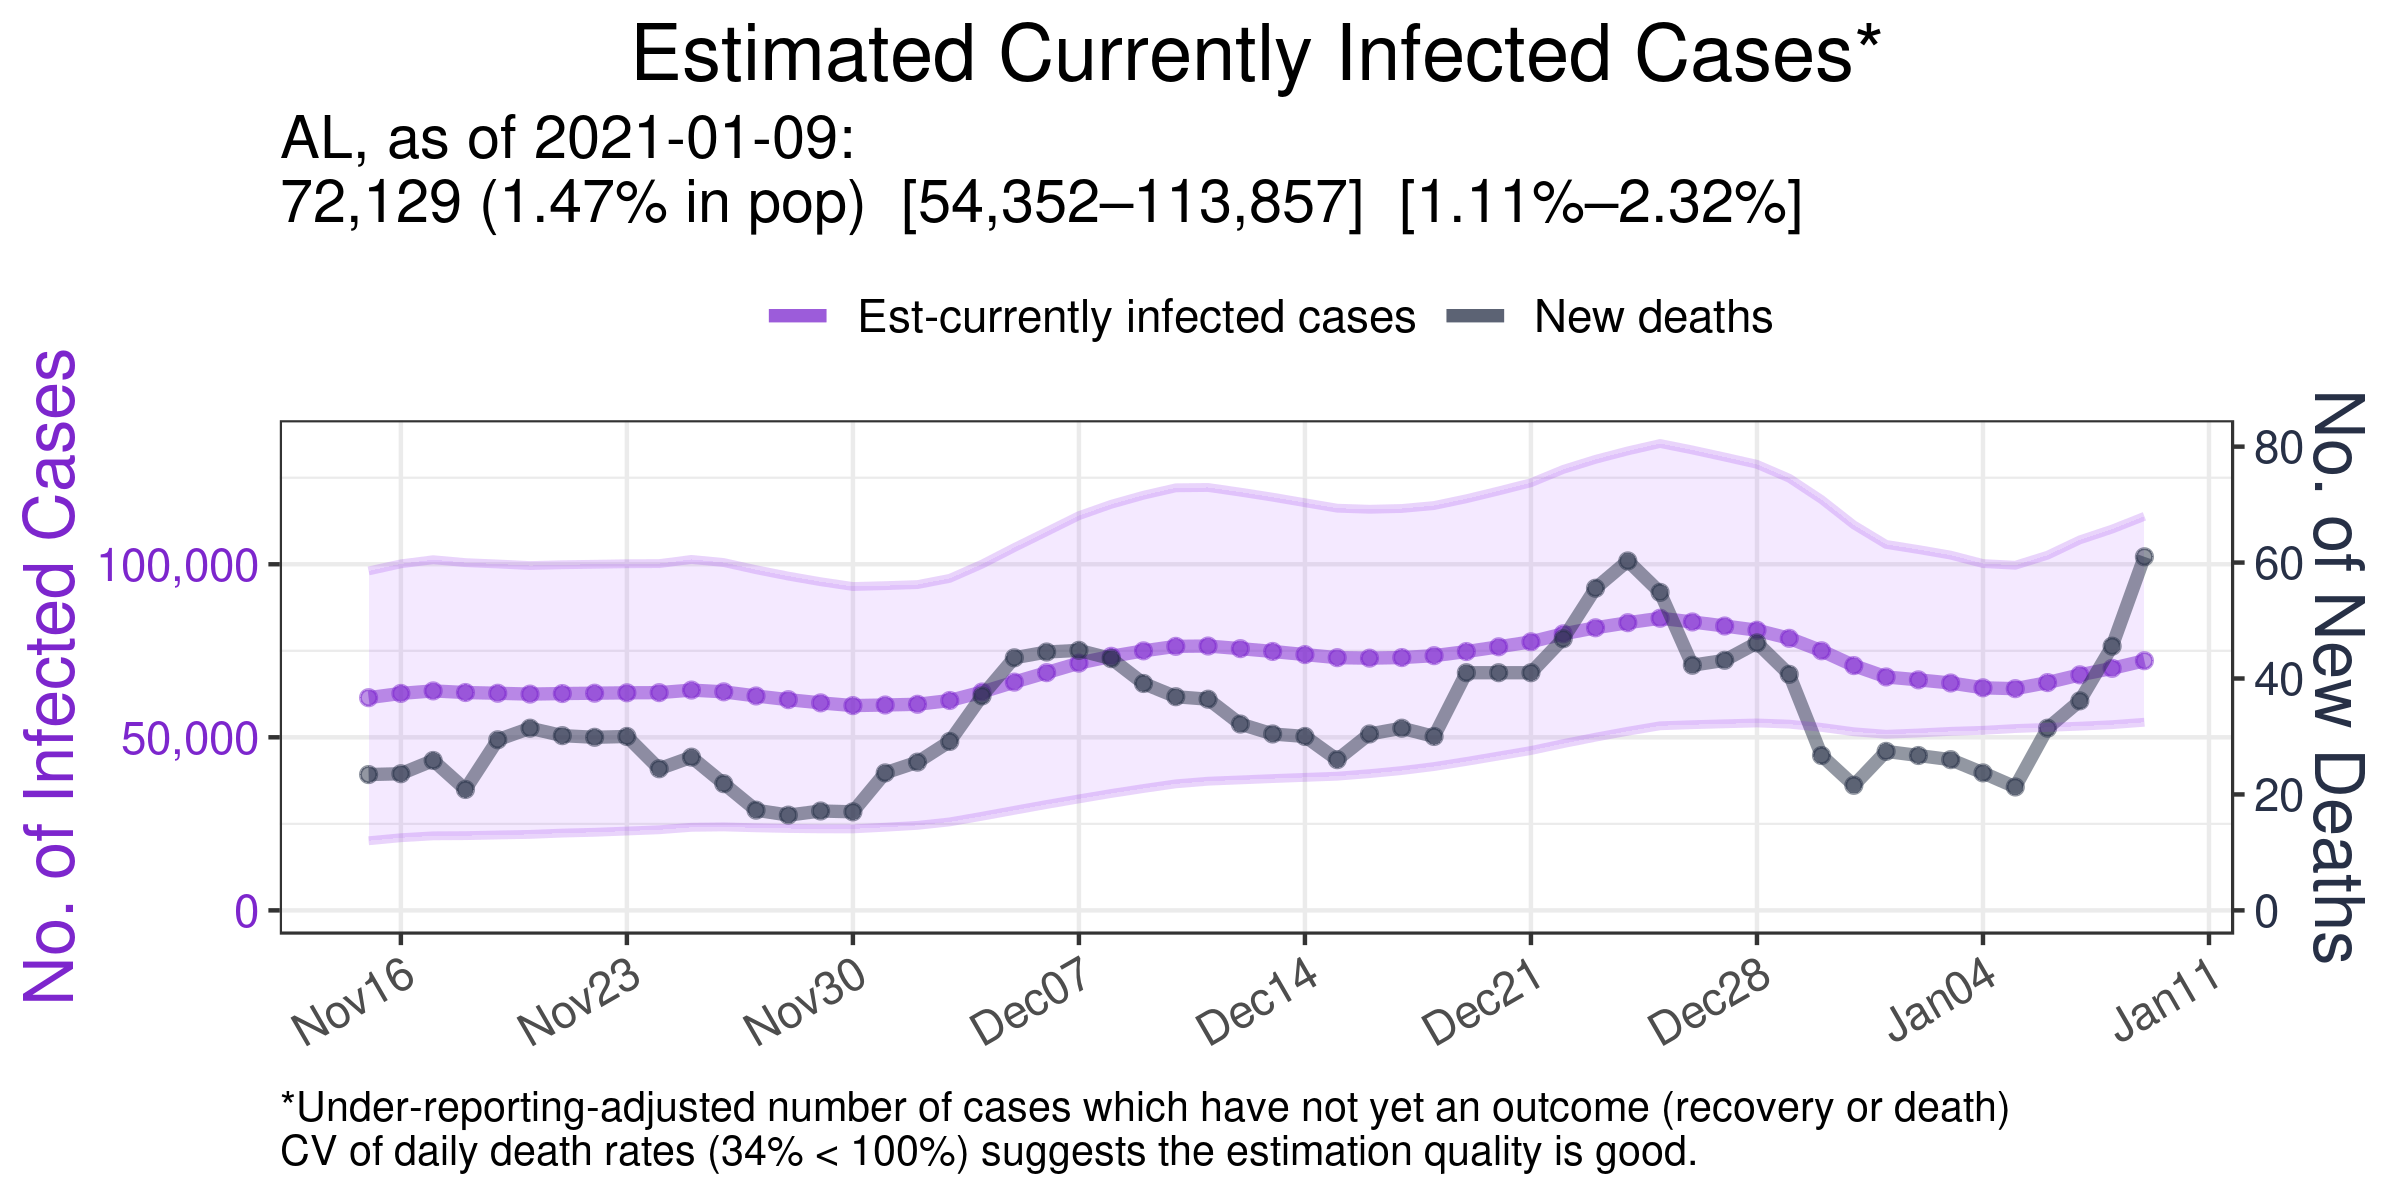 Estimated Currently Infected Cases*
AL, as of 2021-01-09:
72,129 (1.47% in pop)  [54,352–113,857]  [1.11%–2.32%]
Est-currently infected cases
New deaths
No. of Infected Cases
100,000
50,000
0
80
60
40
20
0
No. of New Deaths
Nov16
Nov23
Nov30
Dec07
Dec14
Dec21
Dec28
Jan04
Jan11
*Under-reporting-adjusted number of cases which have not yet an outcome (recovery or death)
CV of daily death rates (34% < 100%) suggests the estimation quality is good.